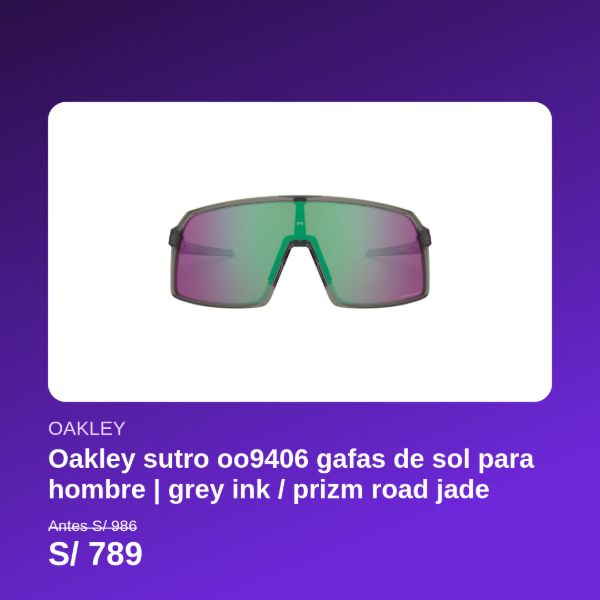 OAKLEY
Oakley sutro oo9406 gafas de sol para
hombre | grey ink / prizm road jade
Antes S/ 986
S/ 789